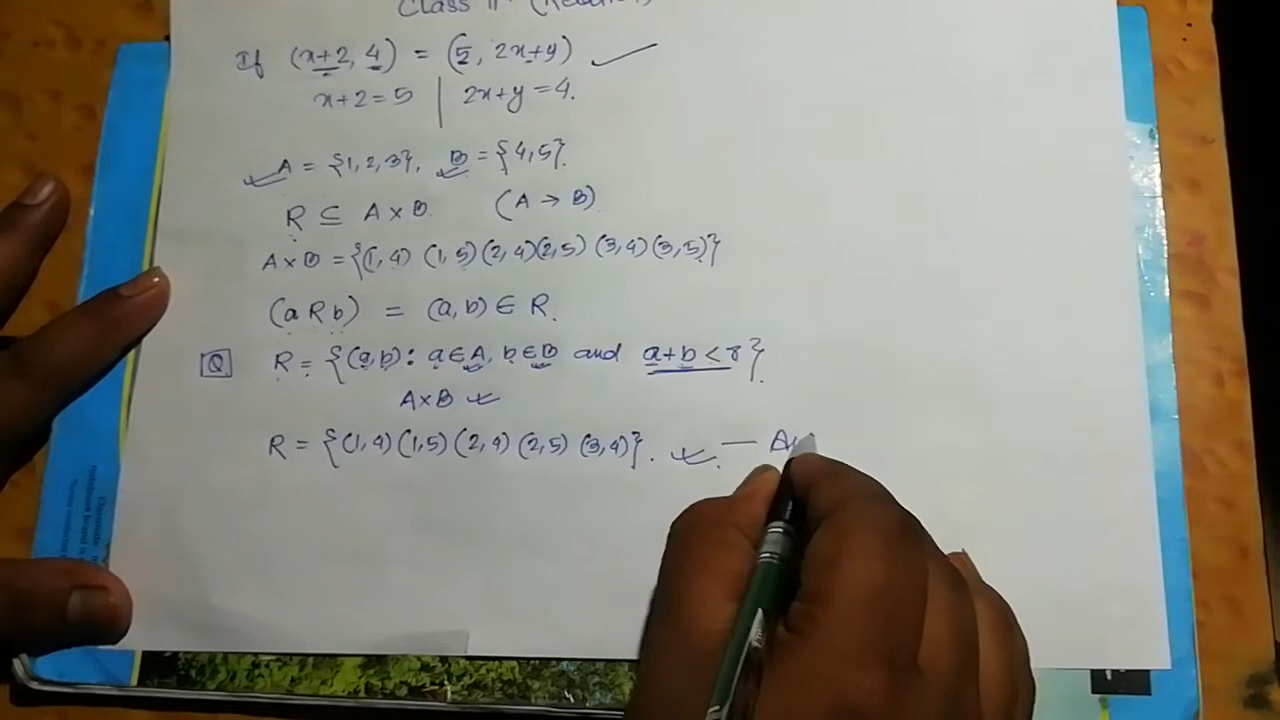 Class 11
If (x+2, 4) = (5, 2x+y)
x+2=5 | 2x+y=4.
A = {1,2,3}, B = {4,5}.
R ⊆ A×B. (A → B)
A×B = {(1,4) (1,5) (2,4) (2,5) (3,4) (3,5)}
(a R b) = (a,b) ∈ R.
Q R = {(a,b): a∈A, b∈B and a+b<8}.
A×B
R = {(1,4) (1,5) (2,4) (2,5) (3,4)}. —